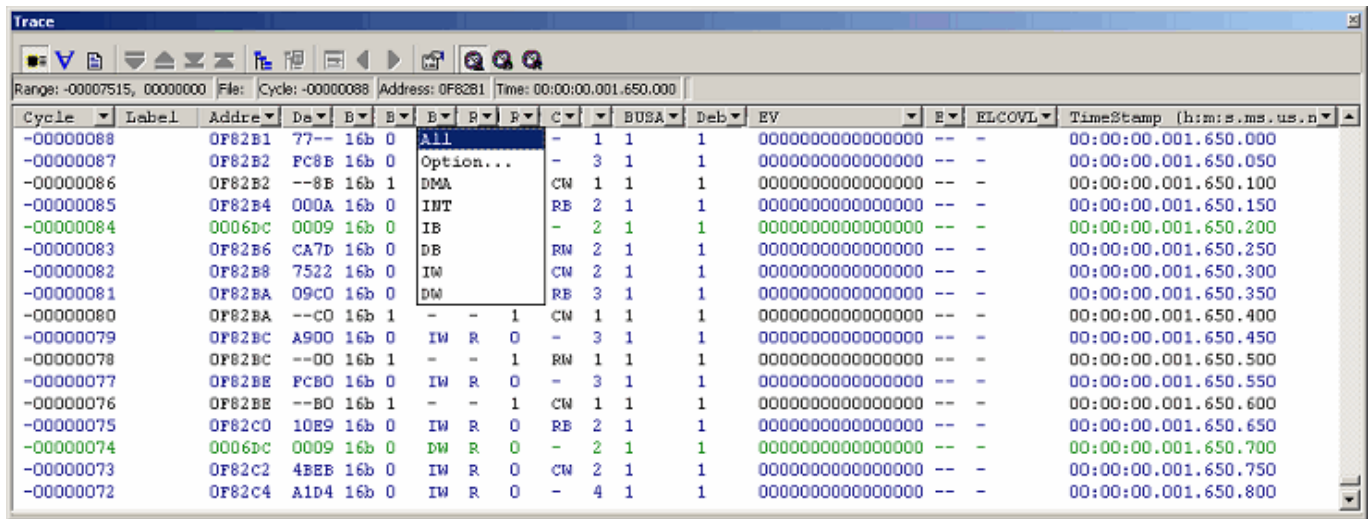 Trace
Range: -00007515, 00000000 File: Cycle: -00000088 Address: 0F82B1 Time: 00:00:00.001.650.000
Cycle Label Addre Da B B B R R C BUSA Deb EV E ELCOVL TimeStamp (h:m:s.ms.us.n
-00000088 0F82B1 77-- 16b 0 All - 1 1 1 0000000000000000 -- - 00:00:00.001.650.000
-00000087 0F82B2 FC8B 16b 0 Option... - 3 1 1 0000000000000000 -- - 00:00:00.001.650.050
-00000086 0F82B2 --8B 16b 1 DMA CW 1 1 1 0000000000000000 -- - 00:00:00.001.650.100
-00000085 0F82B4 000A 16b 0 INT RB 2 1 1 0000000000000000 -- - 00:00:00.001.650.150
-00000084 0006DC 0009 16b 0 IB - 2 1 1 0000000000000000 -- - 00:00:00.001.650.200
-00000083 0F82B6 CA7D 16b 0 DB RW 2 1 1 0000000000000000 -- - 00:00:00.001.650.250
-00000082 0F82B8 7522 16b 0 IW CW 2 1 1 0000000000000000 -- - 00:00:00.001.650.300
-00000081 0F82BA 09C0 16b 0 DW RB 3 1 1 0000000000000000 -- - 00:00:00.001.650.350
-00000080 0F82BA --C0 16b 1 - - 1 CW 1 1 1 0000000000000000 -- - 00:00:00.001.650.400
-00000079 0F82BC A900 16b 0 IW R 0 - 3 1 1 0000000000000000 -- - 00:00:00.001.650.450
-00000078 0F82BC --00 16b 1 - - 1 RW 1 1 1 0000000000000000 -- - 00:00:00.001.650.500
-00000077 0F82BE FCB0 16b 0 IW R 0 - 3 1 1 0000000000000000 -- - 00:00:00.001.650.550
-00000076 0F82BE --B0 16b 1 - - 1 CW 1 1 1 0000000000000000 -- - 00:00:00.001.650.600
-00000075 0F82C0 10E9 16b 0 IW R 0 RB 2 1 1 0000000000000000 -- - 00:00:00.001.650.650
-00000074 0006DC 0009 16b 0 DW R 0 - 2 1 1 0000000000000000 -- - 00:00:00.001.650.700
-00000073 0F82C2 4BEB 16b 0 IW R 0 CW 2 1 1 0000000000000000 -- - 00:00:00.001.650.750
-00000072 0F82C4 A1D4 16b 0 IW R 0 - 4 1 1 0000000000000000 -- - 00:00:00.001.650.800